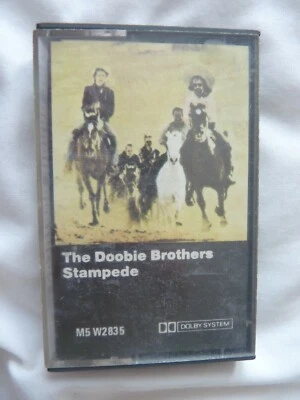 The Doobie Brothers
Stampede
M5 W2835
DOLBY SYSTEM